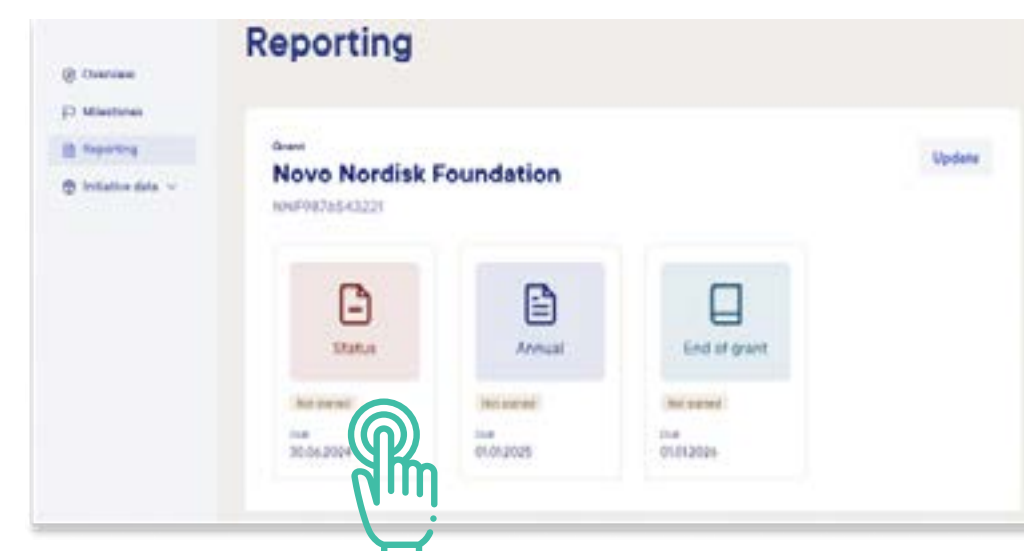 Reporting
Overview
Milestones
Reporting
Initiative data
Grant
Novo Nordisk Foundation
Update
NNF9876543221
Status
Annual
End of grant
Not started
Not started
Not started
Due
Due
Due
30.06.2024
01.01.2025
01.01.2026